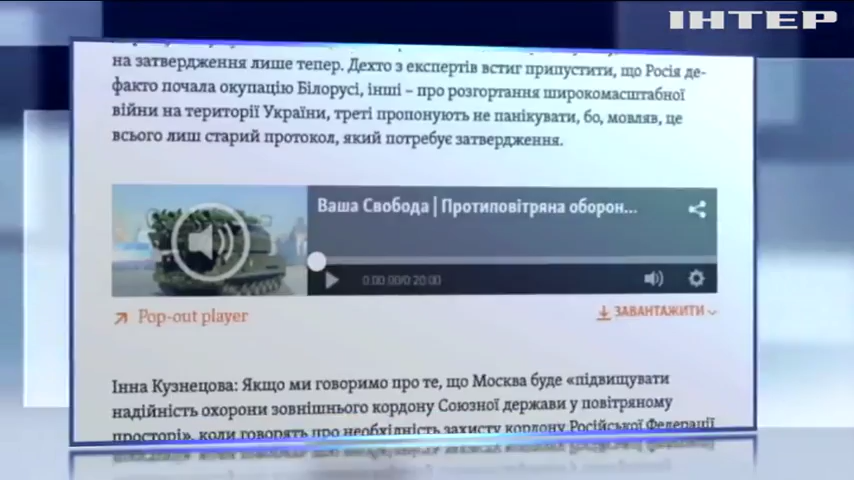 ІНТЕР
на затвердження лише тепер. Дехто з експертів встиг припустити, що Росія де-
факто почала окупацію Білорусі, інші – про розгортання широкомасштабної
війни на території України, треті пропонують не панікувати, бо, мовляв, це
всього лиш старий протокол, який потребує затвердження.
Ваша Свобода | Протиповітряна оборон...
0:00:00/0:20:00
Pop-out player
ЗАВАНТАЖИТИ
Інна Кузнецова: Якщо ми говоримо про те, що Москва буде «підвищувати
надійність охорони зовнішнього кордону Союзної держави у повітряному
просторі», коли говорять про необхідність захисту кордону Російської Федерації